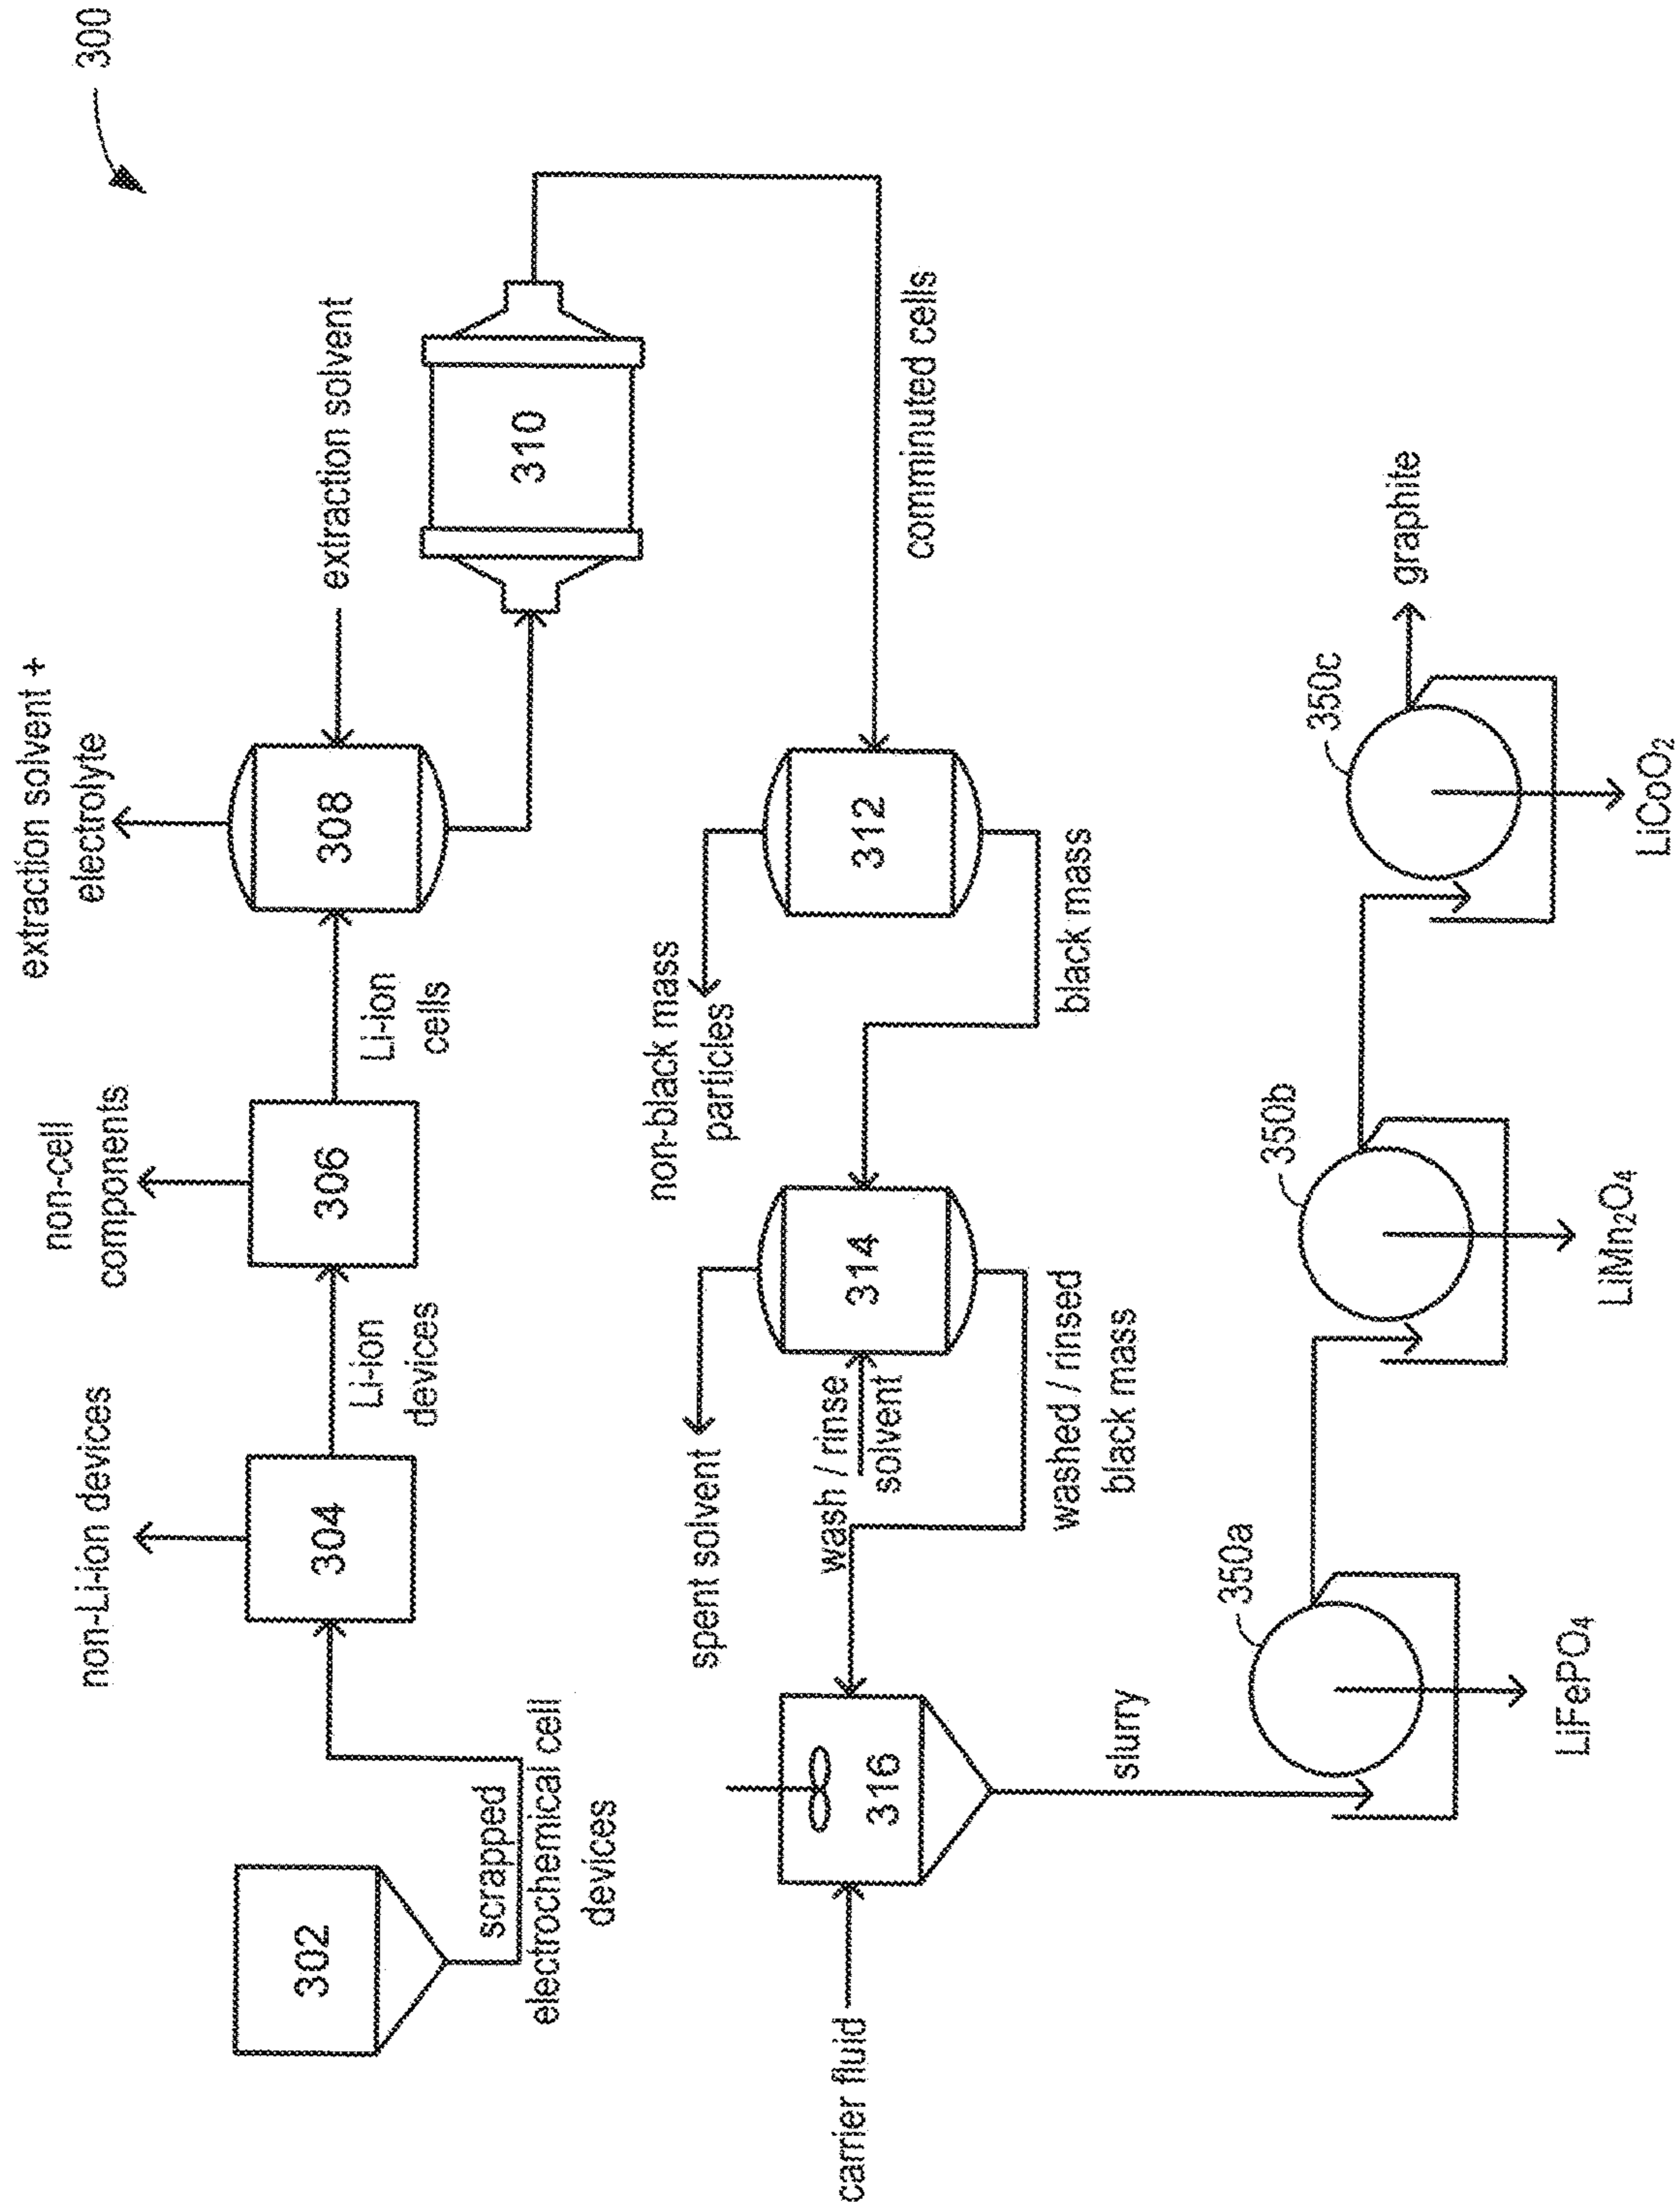 300
extraction solvent +
electrolyte
non-cell
components
non-Li-ion devices
302
scrapped
electrochemical cell
devices
304
Li-ion
devices
306
Li-ion
cells
308
extraction solvent
310
comminuted cells
312
non-black mass
particles
black mass
314
spent solvent
wash / rinse
solvent
washed / rinsed
black mass
316
carrier fluid
slurry
350a
LiFePO₄
350b
LiMn₂O₄
350c
LiCoO₂
graphite